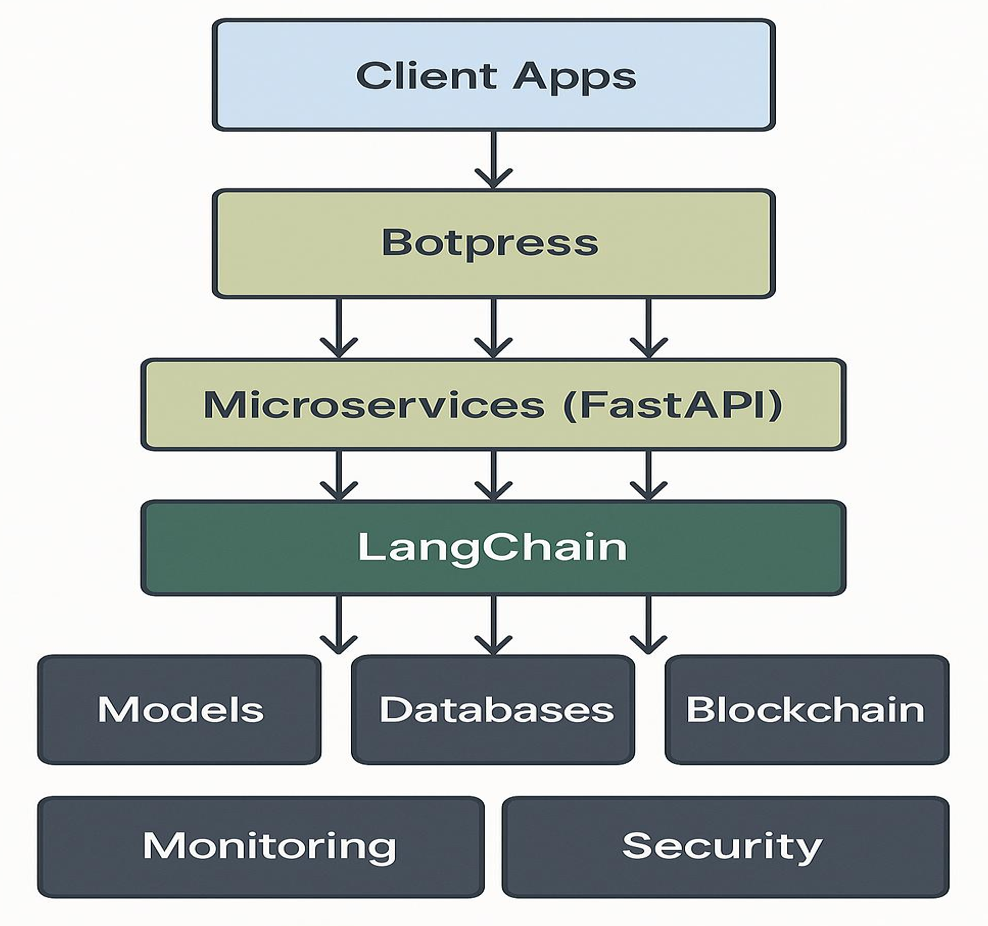 Client Apps
Botpress
Microservices (FastAPI)
LangChain
Models
Databases
Blockchain
Monitoring
Security